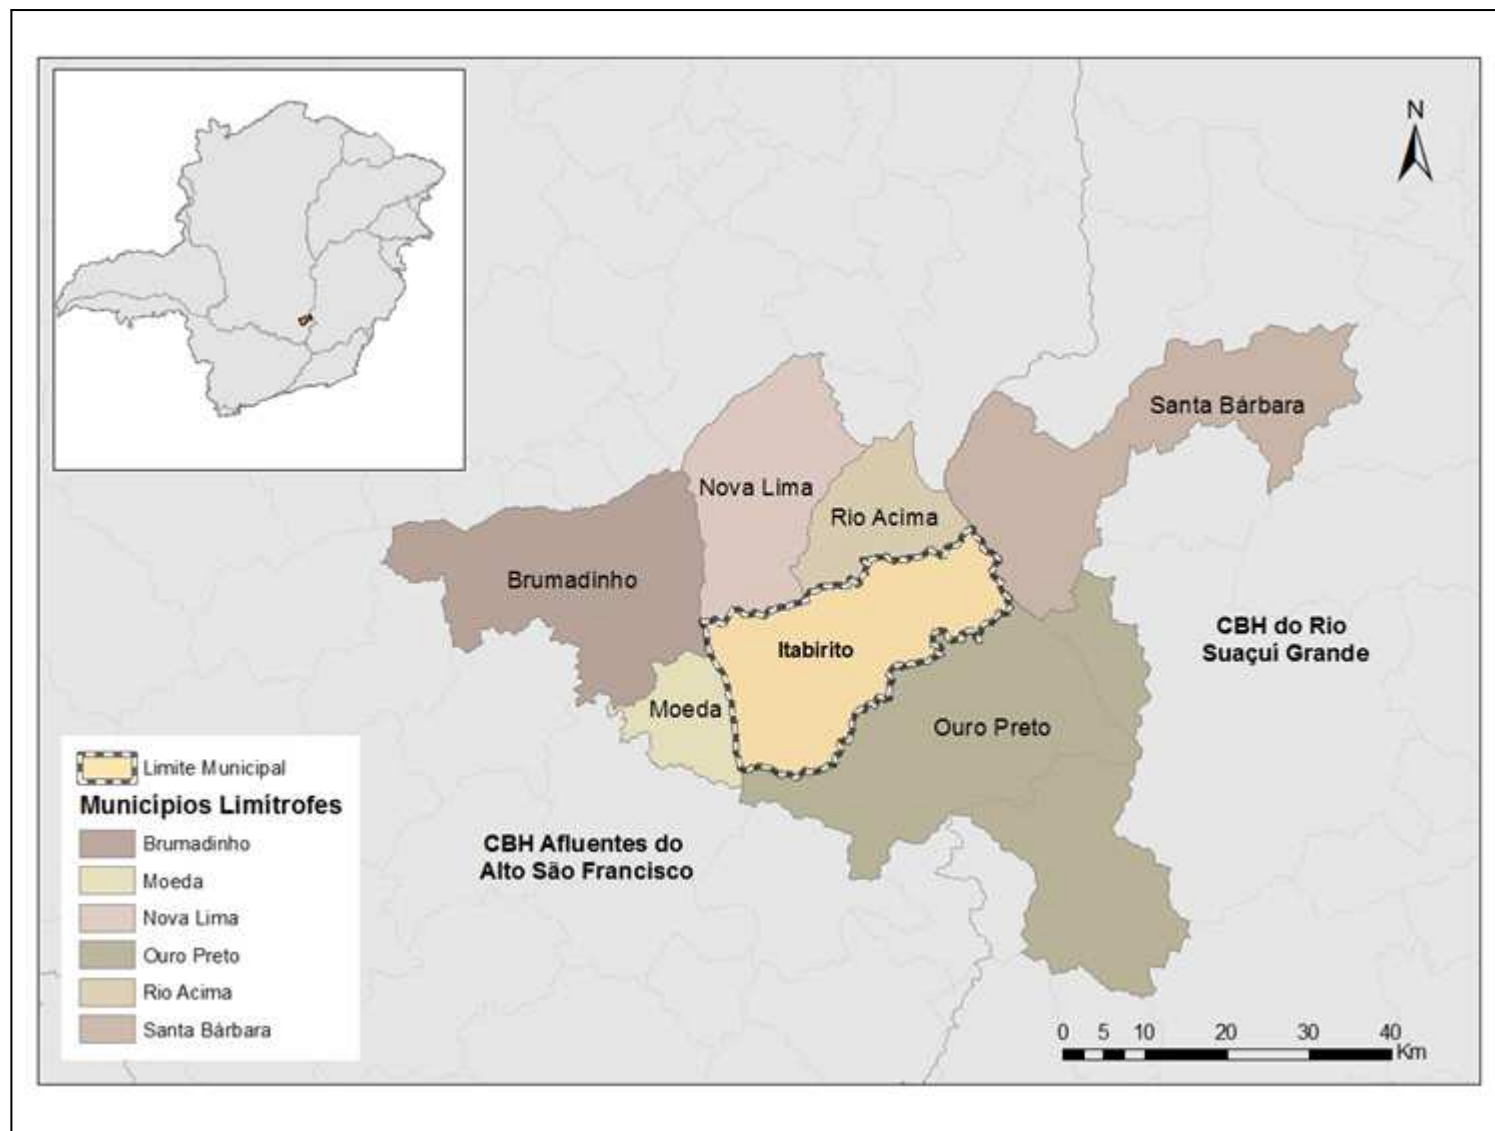 N
Santa Bárbara
Nova Lima
Rio Acima
Brumadinho
CBH do Rio
Suaçuí Grande
Itabirito
Moeda
Ouro Preto
CBH Afluentes do
Alto São Francisco
Limite Municipal
Municípios Limítrofes
Brumadinho
Moeda
Nova Lima
Ouro Preto
Rio Acima
Santa Bárbara
0 5 10 20 30 40
Km